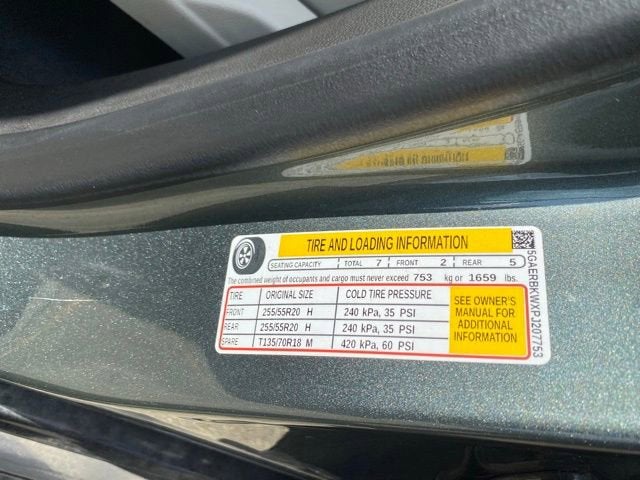 TIRE AND LOADING INFORMATION
SEATING CAPACITY TOTAL 7 FRONT 2 REAR 5
The combined weight of occupants and cargo must never exceed 753 kg or 1659 lbs.
TIRE ORIGINAL SIZE COLD TIRE PRESSURE
FRONT 255/55R20 H 240 kPa, 35 PSI
REAR 255/55R20 H 240 kPa, 35 PSI
SPARE T135/70R18 M 420 kPa, 60 PSI
SEE OWNER'S
MANUAL FOR
ADDITIONAL
INFORMATION
5GAERBKWXPJ207753